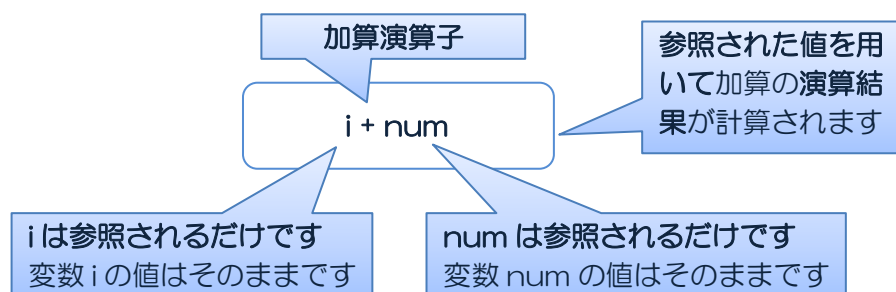 加算演算子
参照された値を用
いて加算の演算結
果が計算されます
i + num
iは参照されるだけです
変数 i の値はそのままです
num は参照されるだけです
変数 num の値はそのままです